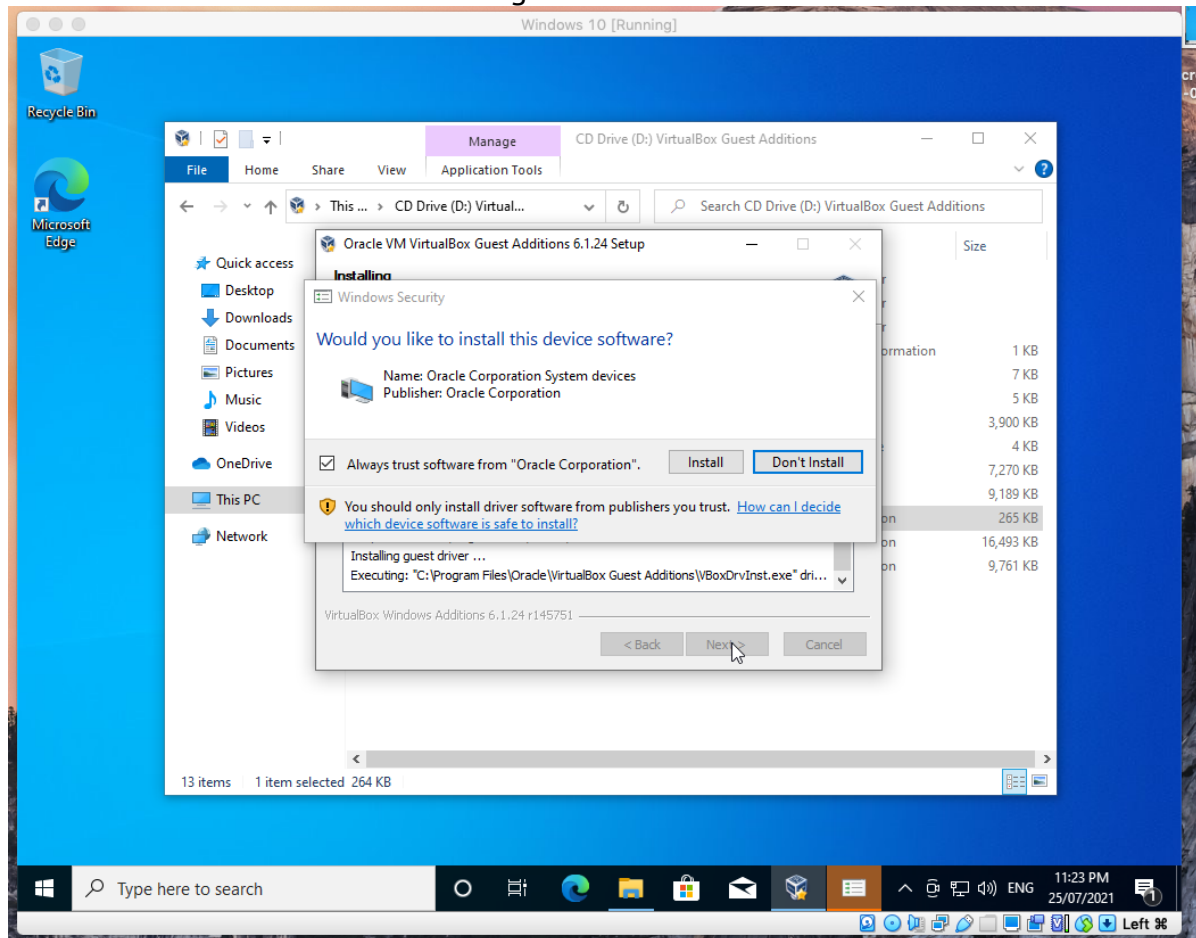 Windows 10 [Running]
Recycle Bin
Microsoft
Edge
Manage
CD Drive (D:) VirtualBox Guest Additions
File Home Share View Application Tools
This ... › CD Drive (D:) Virtual...
Search CD Drive (D:) VirtualBox Guest Additions
Size
Quick access
Desktop
Downloads
Documents
Pictures
Music
Videos
OneDrive
This PC
Network
Oracle VM VirtualBox Guest Additions 6.1.24 Setup
Installing
Windows Security
Would you like to install this device software?
Name: Oracle Corporation System devices
Publisher: Oracle Corporation
Always trust software from "Oracle Corporation".
Install
Don't Install
You should only install driver software from publishers you trust. How can I decide
which device software is safe to install?
ormation 1 KB
7 KB
5 KB
3,900 KB
4 KB
7,270 KB
9,189 KB
on 265 KB
on 16,493 KB
on 9,761 KB
Installing guest driver ...
Executing: "C:\Program Files\Oracle\VirtualBox Guest Additions\VBoxDrvInst.exe" dri...
VirtualBox Windows Additions 6.1.24 r145751
< Back Next > Cancel
13 items 1 item selected 264 KB
Type here to search
ENG
11:23 PM
25/07/2021
1
Left ⌘